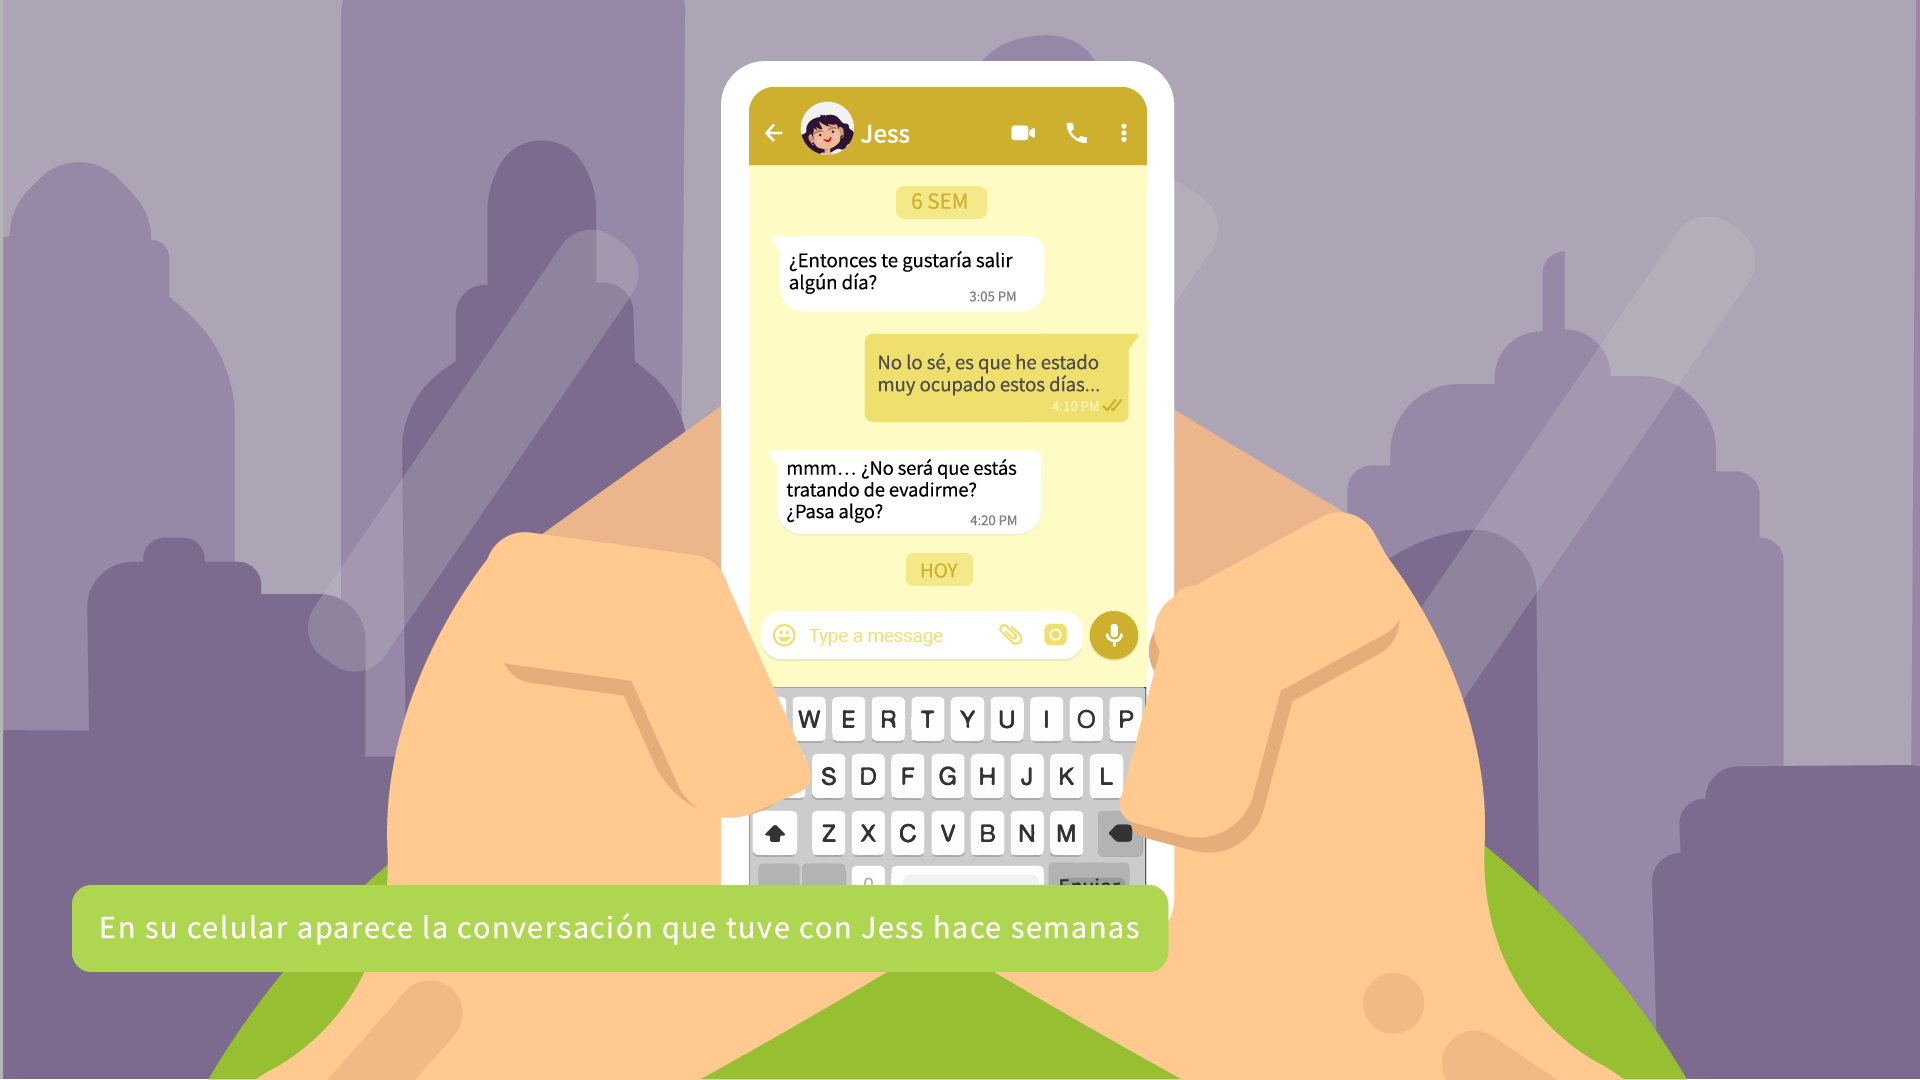 Jess
6 SEM
¿Entonces te gustaría salir
algún día?
3:05 PM
No lo sé, es que he estado
muy ocupado estos días...
4:10 PM
mmm... ¿No será que estás
tratando de evadirme?
¿Pasa algo?
4:20 PM
HOY
Type a message
W E R T Y U I O P
S D F G H J K L
Z X C V B N M
Enviar
En su celular aparece la conversación que tuve con Jess hace semanas